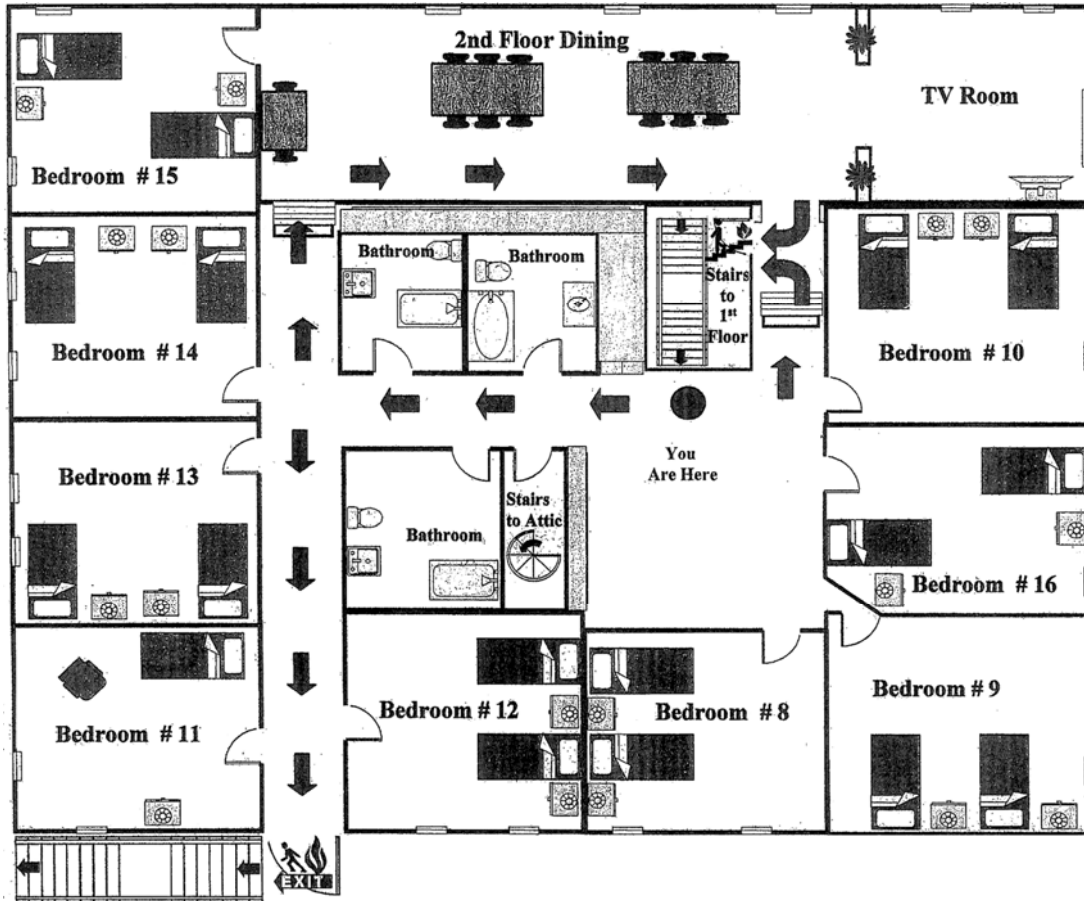 2nd Floor Dining
TV Room
Bedroom # 15
Bathroom
Bathroom
Stairs
to
1st
Floor
Bedroom # 14
Bedroom # 10
You
Are Here
Bedroom # 13
Stairs
to Attic
Bathroom
Bedroom # 16
Bedroom # 9
Bedroom # 12
Bedroom # 8
Bedroom # 11
EXIT